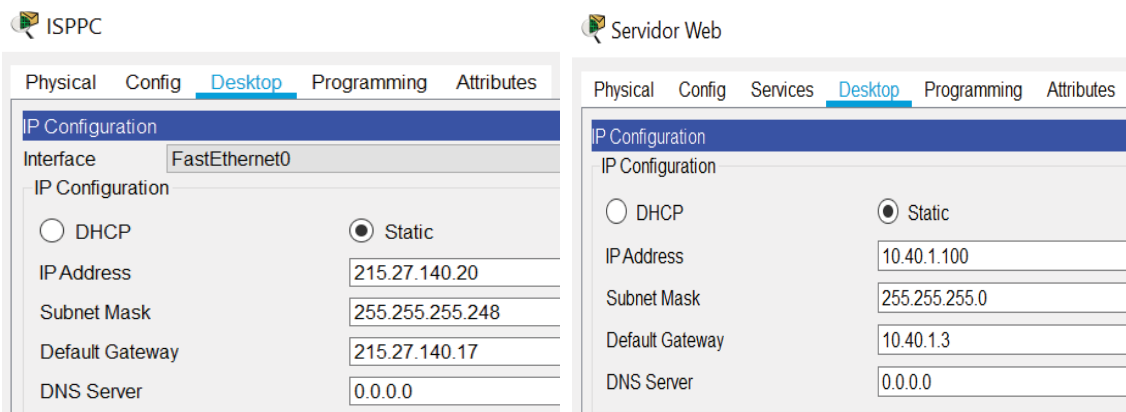 ISPPC
Physical Config Desktop Programming Attributes
IP Configuration
Interface FastEthernet0
IP Configuration
DHCP Static
IP Address 215.27.140.20
Subnet Mask 255.255.255.248
Default Gateway 215.27.140.17
DNS Server 0.0.0.0
Servidor Web
Physical Config Services Desktop Programming Attributes
IP Configuration
IP Configuration
DHCP Static
IP Address 10.40.1.100
Subnet Mask 255.255.255.0
Default Gateway 10.40.1.3
DNS Server 0.0.0.0